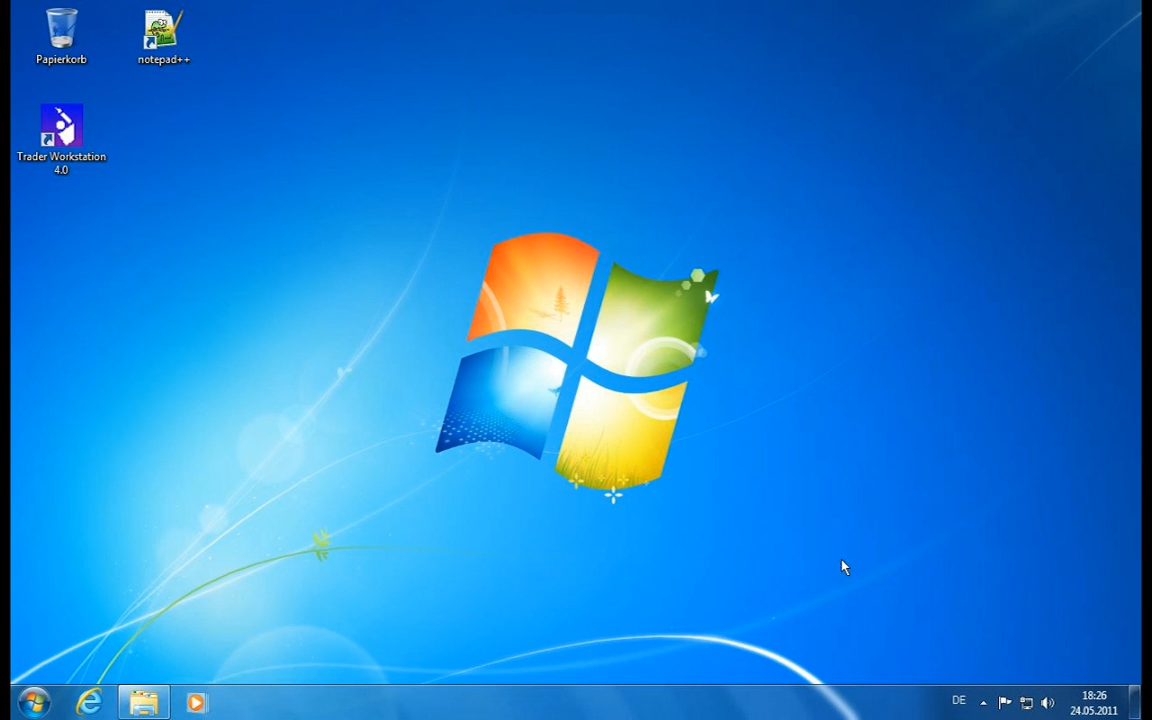 Papierkorb
notepad++
Trader Workstation
4.0
DE
18:26
24.05.2011